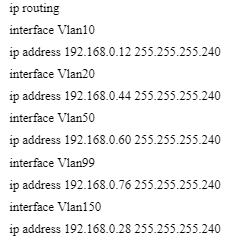 ip routing
interface Vlan10
ip address 192.168.0.12 255.255.255.240
interface Vlan20
ip address 192.168.0.44 255.255.255.240
interface Vlan50
ip address 192.168.0.60 255.255.255.240
interface Vlan99
ip address 192.168.0.76 255.255.255.240
interface Vlan150
ip address 192.168.0.28 255.255.255.240